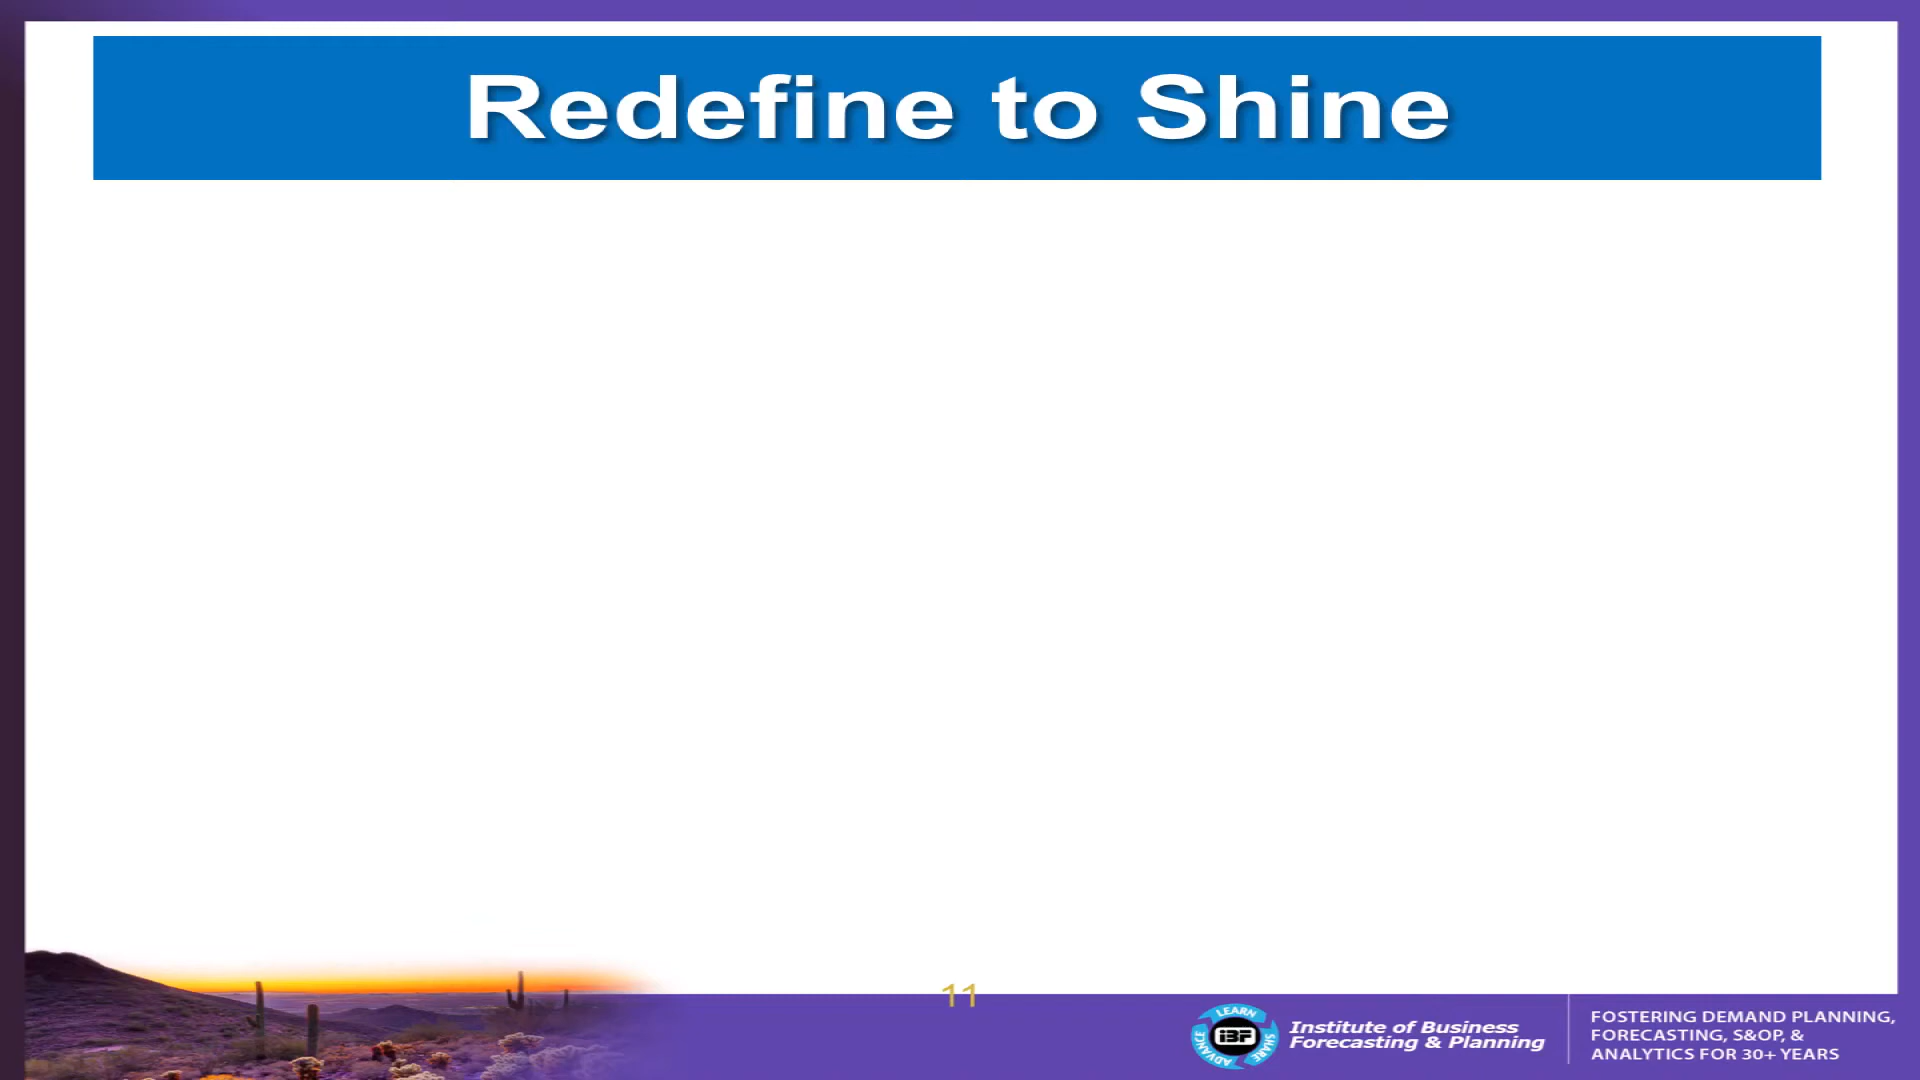 Redefine to Shine
11
LEARN
SHARE
ADVANCE
iBF
Institute of Business
Forecasting & Planning
FOSTERING DEMAND PLANNING,
FORECASTING, S&OP, &
ANALYTICS FOR 30+ YEARS